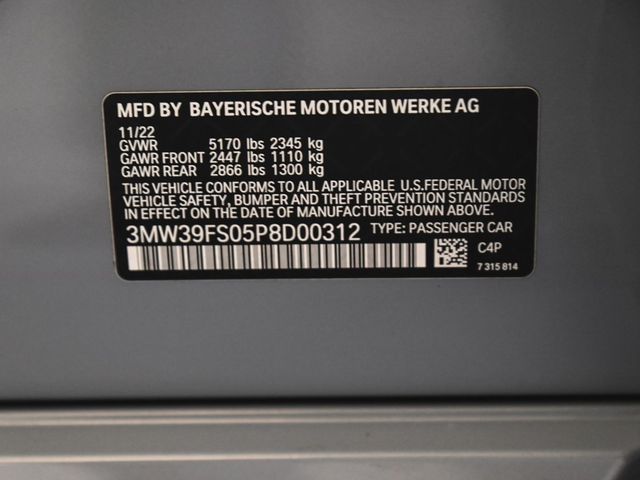 MFD BY BAYERISCHE MOTOREN WERKE AG
11/22
GVWR 5170 lbs 2345 kg
GAWR FRONT 2447 lbs 1110 kg
GAWR REAR 2866 lbs 1300 kg
THIS VEHICLE CONFORMS TO ALL APPLICABLE U.S.FEDERAL MOTOR
VEHICLE SAFETY, BUMPER AND THEFT PREVENTION STANDARDS
IN EFFECT ON THE DATE OF MANUFACTURE SHOWN ABOVE.
3MW39FS05P8D00312 TYPE: PASSENGER CAR
C4P
7 315 814